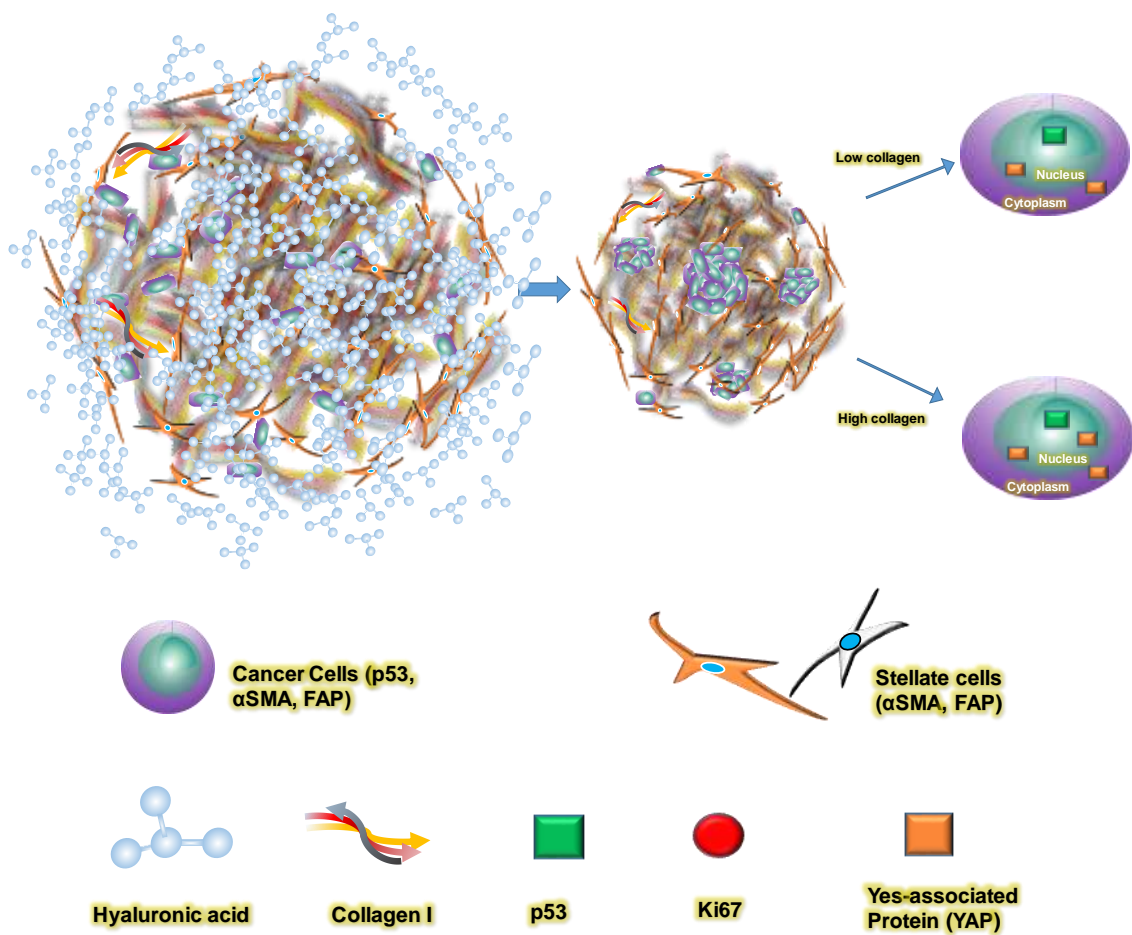 Low collagen
Nucleus
Cytoplasm
High collagen
Nucleus
Cytoplasm
Cancer Cells (p53,
αSMA, FAP)
Stellate cells
(αSMA, FAP)
Hyaluronic acid
Collagen I
p53
Ki67
Yes-associated
Protein (YAP)